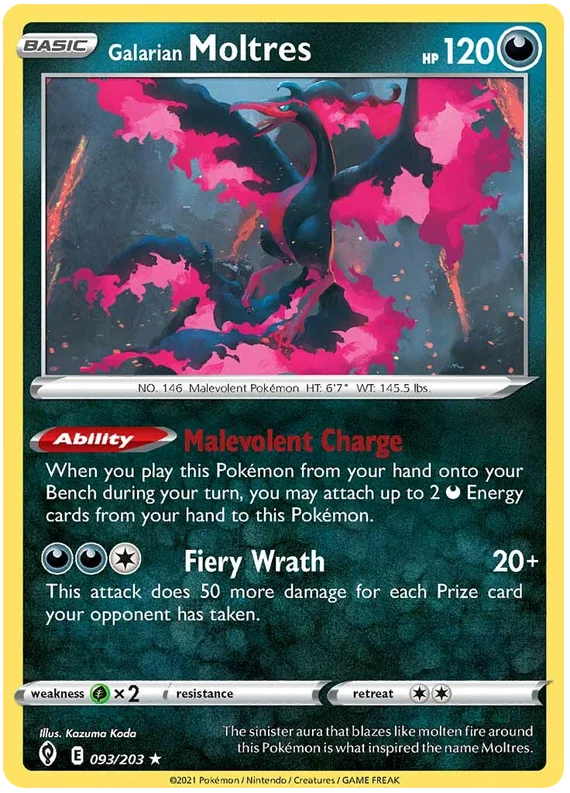 BASIC
Galarian Moltres
HP 120
NO. 146 Malevolent Pokémon HT: 6'7" WT: 145.5 lbs.
Ability Malevolent Charge
When you play this Pokémon from your hand onto your
Bench during your turn, you may attach up to 2 Energy
cards from your hand to this Pokémon.
Fiery Wrath 20+
This attack does 50 more damage for each Prize card
your opponent has taken.
weakness ×2 resistance retreat
Illus. Kazuma Koda
E 093/203 ★
The sinister aura that blazes like molten fire around
this Pokémon is what inspired the name Moltres.
©2021 Pokémon / Nintendo / Creatures / GAME FREAK